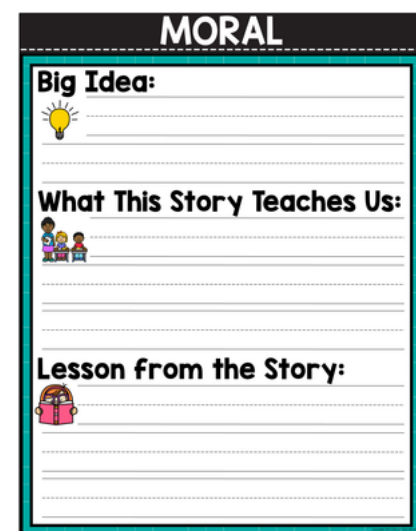 MORAL
Big Idea:
What This Story Teaches Us:
Lesson from the Story: